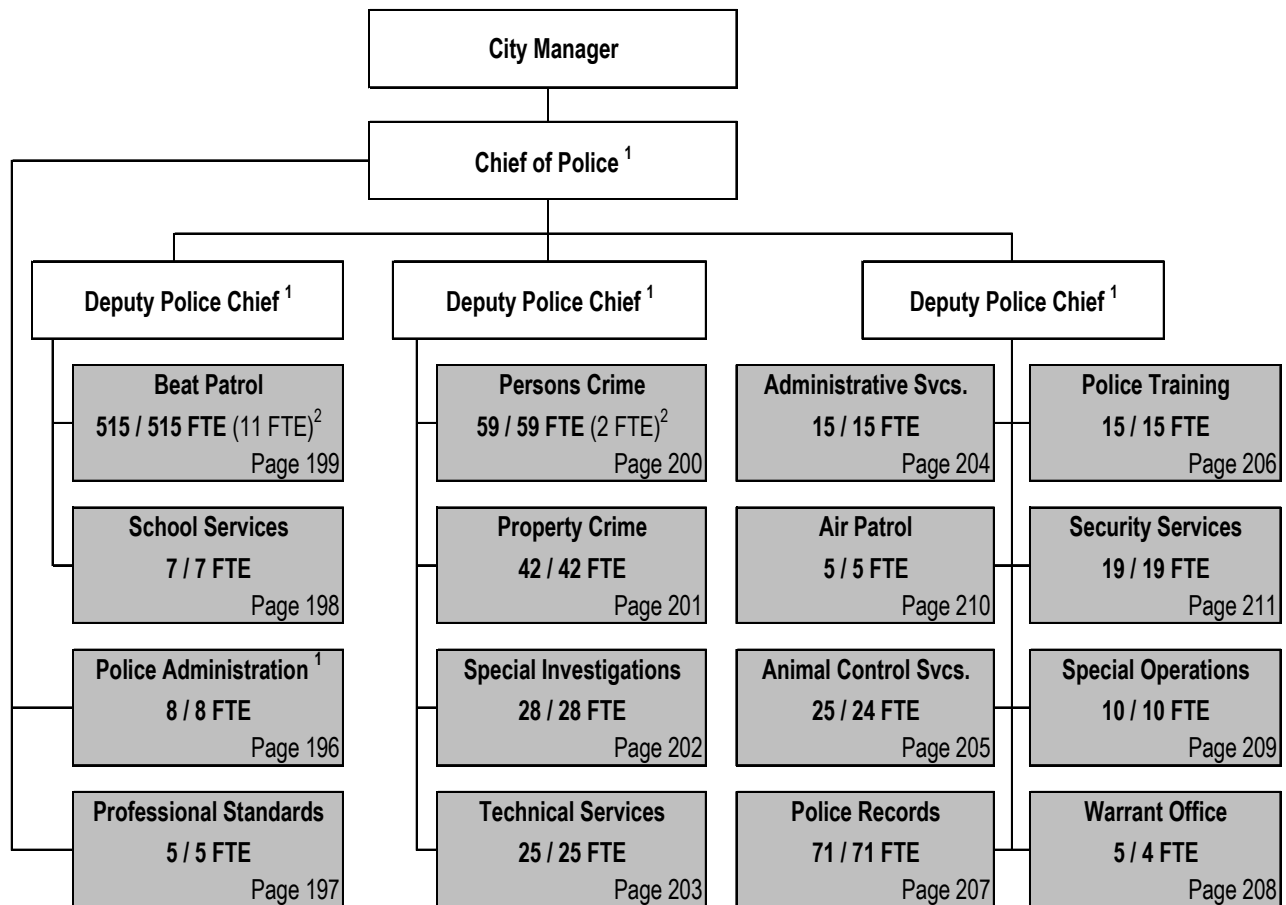 City Manager
Chief of Police 1
Deputy Police Chief 1
Deputy Police Chief 1
Deputy Police Chief 1
Beat Patrol
515 / 515 FTE (11 FTE)2
Page 199
Persons Crime
59 / 59 FTE (2 FTE)2
Page 200
Administrative Svcs.
15 / 15 FTE
Page 204
Police Training
15 / 15 FTE
Page 206
School Services
7 / 7 FTE
Page 198
Property Crime
42 / 42 FTE
Page 201
Air Patrol
5 / 5 FTE
Page 210
Security Services
19 / 19 FTE
Page 211
Police Administration 1
8 / 8 FTE
Page 196
Special Investigations
28 / 28 FTE
Page 202
Animal Control Svcs.
25 / 24 FTE
Page 205
Special Operations
10 / 10 FTE
Page 209
Professional Standards
5 / 5 FTE
Page 197
Technical Services
25 / 25 FTE
Page 203
Police Records
71 / 71 FTE
Page 207
Warrant Office
5 / 4 FTE
Page 208